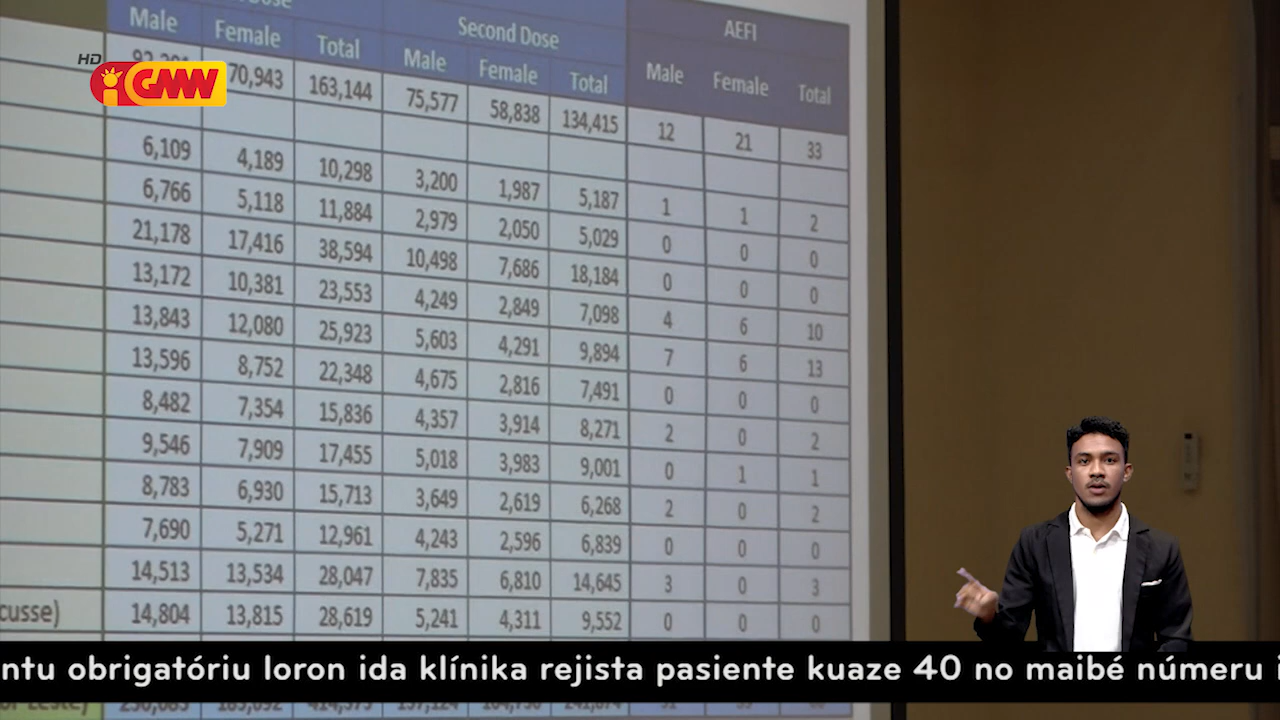 HD
GMN
Dose
Second Dose
AEFI
Male Female Total Male Female Total Male Female Total
70,943 163,144 75,577 58,838 134,415 12 21 33
6,109 4,189 10,298 3,200 1,987 5,187 1 1 2
6,766 5,118 11,884 2,979 2,050 5,029 0 0 0
21,178 17,416 38,594 10,498 7,686 18,184 0 0 0
13,172 10,381 23,553 4,249 2,849 7,098 4 6 10
13,843 12,080 25,923 5,603 4,291 9,894 7 6 13
13,596 8,752 22,348 4,675 2,816 7,491 0 0 0
8,482 7,354 15,836 4,357 3,914 8,271 2 0 2
9,546 7,909 17,455 5,018 3,983 9,001 0 1 1
8,783 6,930 15,713 3,649 2,619 6,268 2 0 2
7,690 5,271 12,961 4,243 2,596 6,839 0 0 0
14,513 13,534 28,047 7,835 6,810 14,645 3 0 3
cusse) 14,804 13,815 28,619 5,241 4,311 9,552 0 0 0
ntu obrigatóriu loron ida klínika rejista pasiente kuaze 40 no maibé númeru i